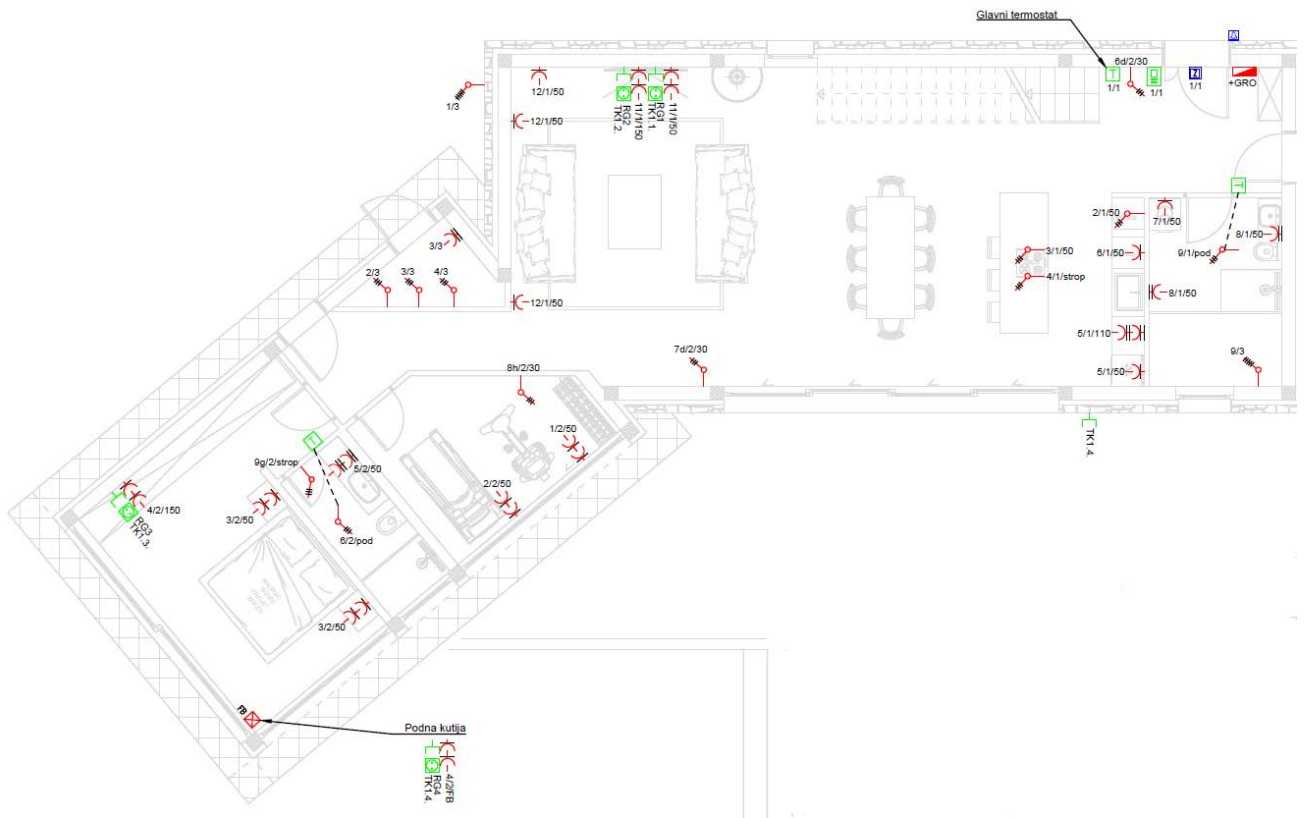 Glavni termostat
6d/2/30
1/1
1/1
1/1
+GRO
1/3
12/1/50
12/1/50
RG2
TK1.2.
11/1/150
RG1
TK1.1.
11/1/50
3/3
2/3
3/3
4/3
12/1/50
2/1/50
7/1/50
8/1/50
3/1/50
6/1/50
9/1/pod
4/1/strop
8/1/50
5/1/110
5/1/50
9/3
7d/2/30
8h/2/30
TK1.4.
1/2/50
9g/2/strop
5/2/50
2/2/50
4/2/150
RG3
TK1.3.
3/2/50
6/2/pod
3/2/50
FB
Podna kutija
4/2/FB
RG4
TK1.4.